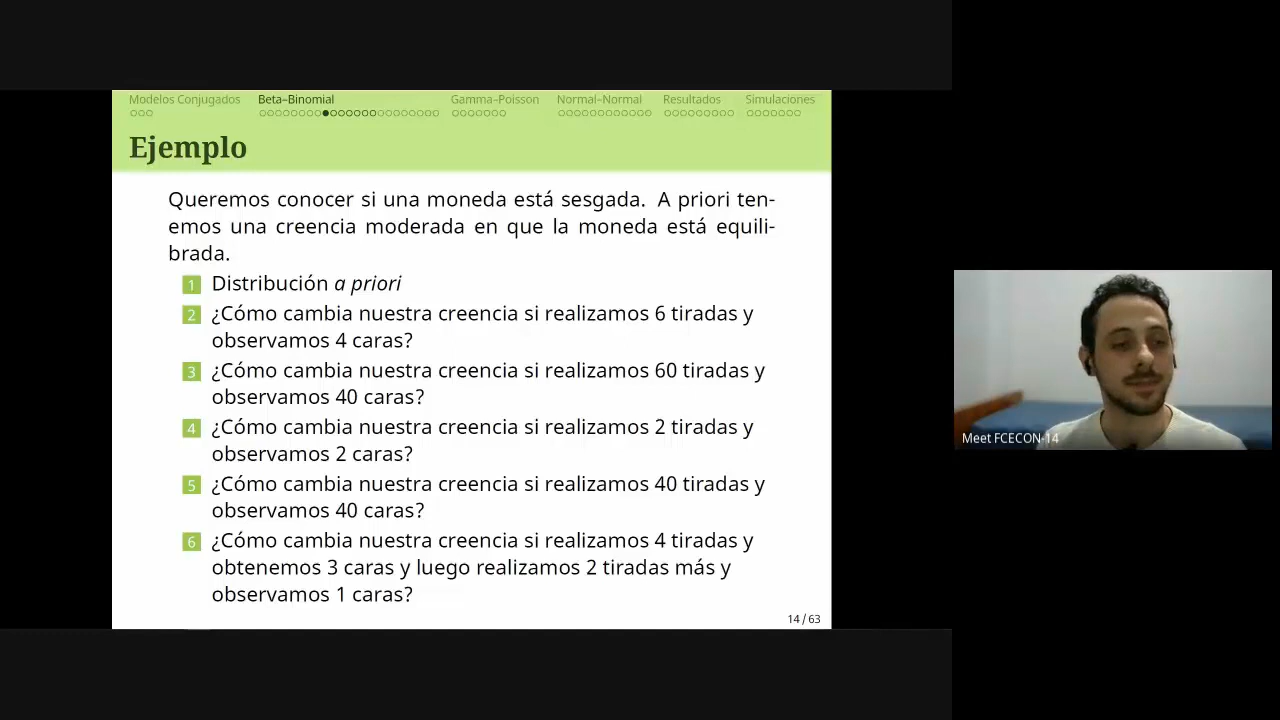 Modelos Conjugados Beta–Binomial Gamma–Poisson Normal–Normal Resultados Simulaciones
Ejemplo
Queremos conocer si una moneda está sesgada. A priori ten-
emos una creencia moderada en que la moneda está equili-
brada.
1 Distribución a priori
2 ¿Cómo cambia nuestra creencia si realizamos 6 tiradas y
observamos 4 caras?
3 ¿Cómo cambia nuestra creencia si realizamos 60 tiradas y
observamos 40 caras?
4 ¿Cómo cambia nuestra creencia si realizamos 2 tiradas y
observamos 2 caras?
5 ¿Cómo cambia nuestra creencia si realizamos 40 tiradas y
observamos 40 caras?
6 ¿Cómo cambia nuestra creencia si realizamos 4 tiradas y
obtenemos 3 caras y luego realizamos 2 tiradas más y
observamos 1 caras?
14 / 63
Meet FCECON-14